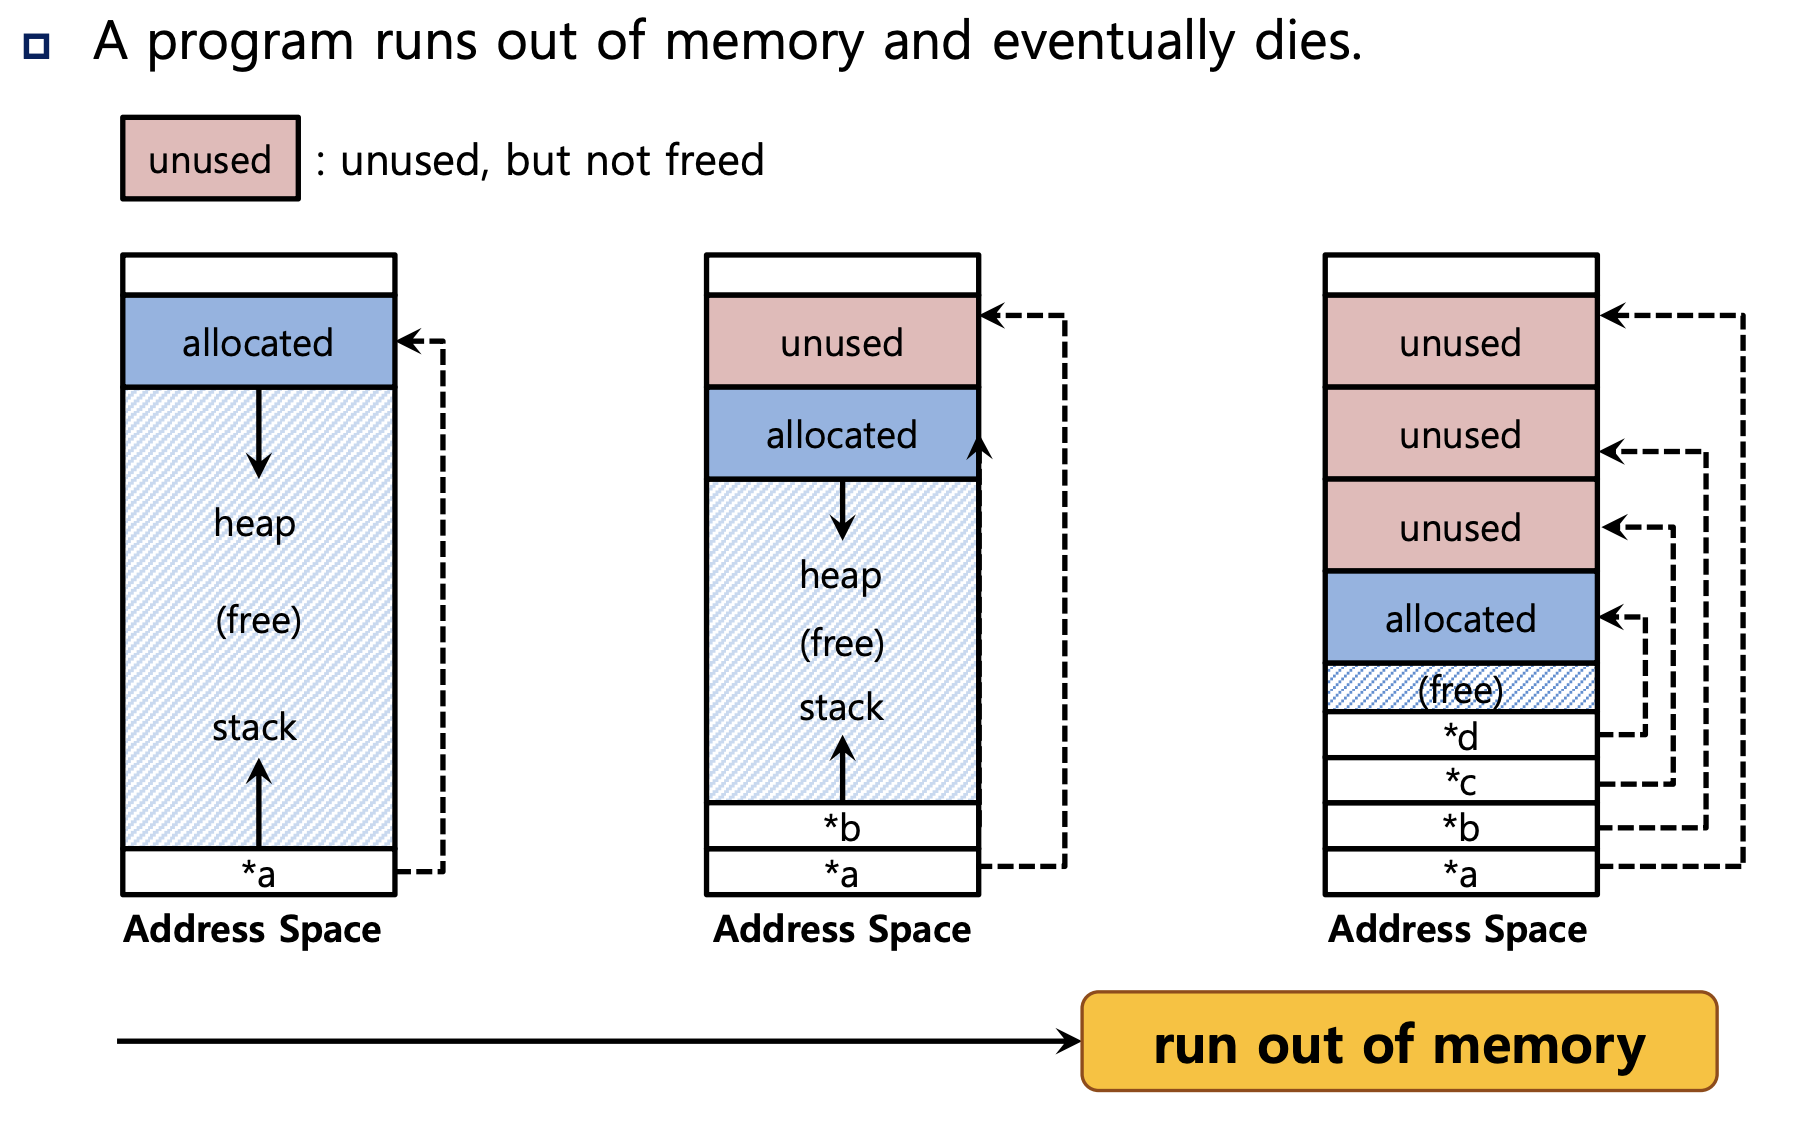 A program runs out of memory and eventually dies.
unused : unused, but not freed
allocated
heap
(free)
stack
*a
Address Space
unused
allocated
heap
(free)
stack
*b
*a
Address Space
unused
unused
unused
allocated
(free)
*d
*c
*b
*a
Address Space
run out of memory